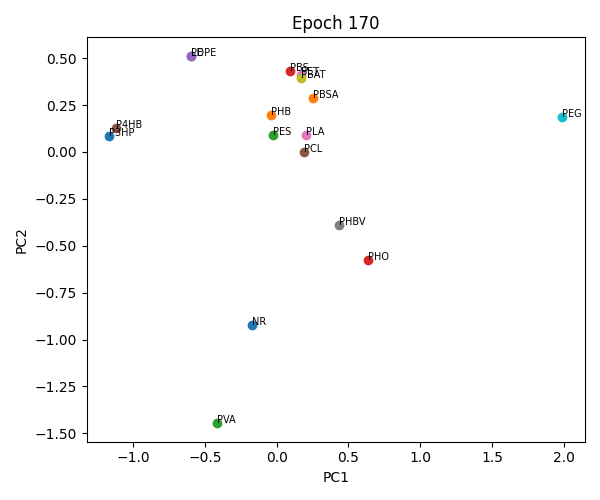 Epoch 170
LDPE
PBS
PET
PBAT
PBSA
PHB
PEG
P4HB
P3HP
PES
PLA
PCL
PHBV
PHO
NR
PVA
0.50
0.25
0.00
−0.25
−0.50
−0.75
−1.00
−1.25
−1.50
PC2
−1.0 −0.5 0.0 0.5 1.0 1.5 2.0
PC1